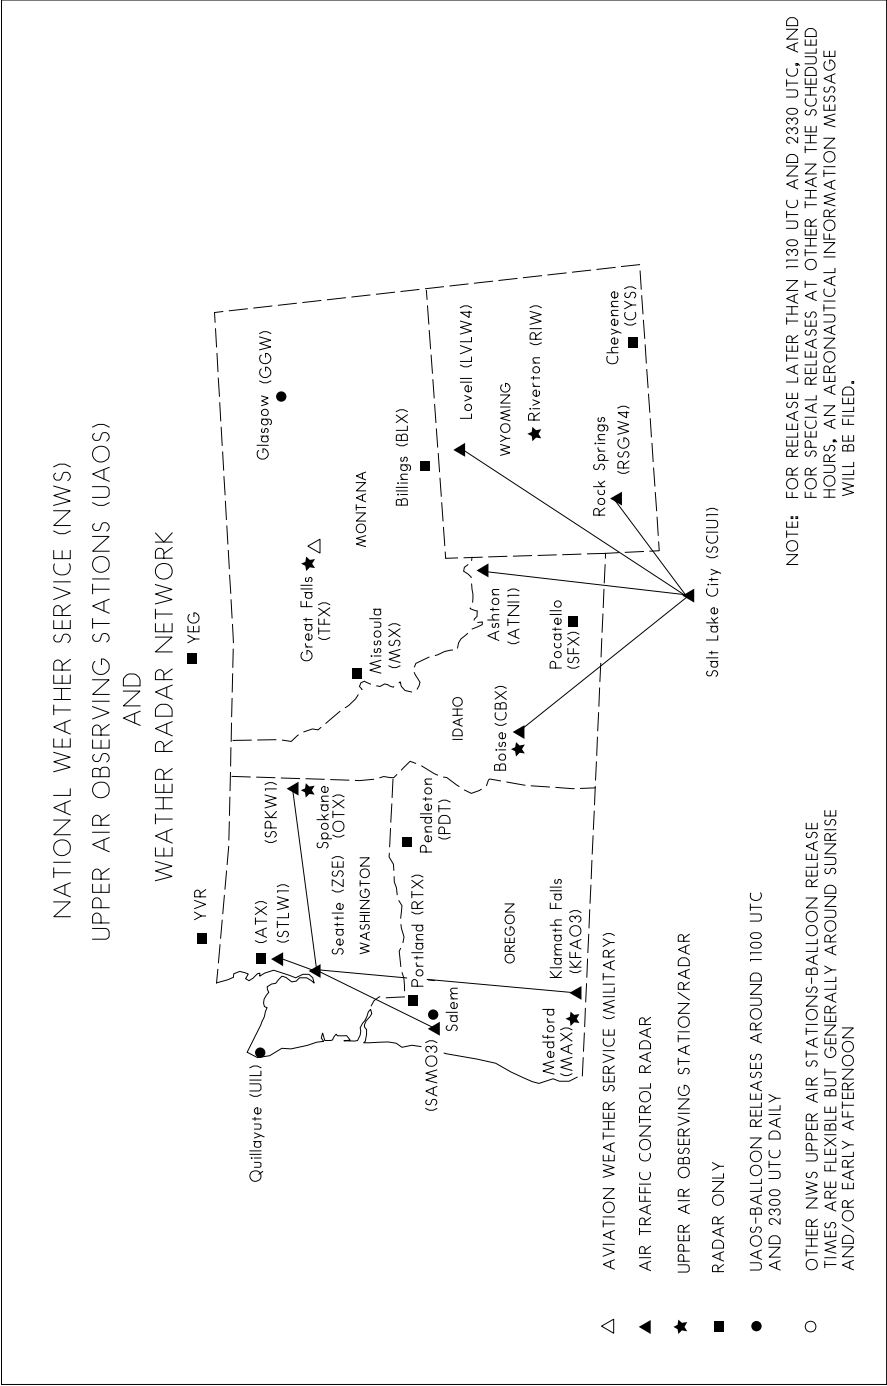 NATIONAL WEATHER SERVICE (NWS)
UPPER AIR OBSERVING STATIONS (UAOS)
AND
WEATHER RADAR NETWORK
YVR
YEG
Quillayute (UIL)
(ATX)
(STLW1)
(SPKW1)
Spokane
(OTX)
Seattle (ZSE)
WASHINGTON
Great Falls
(TFX)
Glasgow (GGW)
MONTANA
Missoula
(MSX)
Billings (BLX)
Portland (RTX)
Pendleton
(PDT)
(SAMO3)
Salem
IDAHO
Ashton
(ATNI1)
Lovell (LVLW4)
WYOMING
Riverton (RIW)
OREGON
Boise (CBX)
Pocatello
(SFX)
Medford
(MAX)
Klamath Falls
(KFAO3)
Rock Springs
(RSGW4)
Cheyenne
(CYS)
Salt Lake City (SCIU1)
AVIATION WEATHER SERVICE (MILITARY)
AIR TRAFFIC CONTROL RADAR
UPPER AIR OBSERVING STATION/RADAR
RADAR ONLY
UAOS-BALLOON RELEASES AROUND 1100 UTC
AND 2300 UTC DAILY
OTHER NWS UPPER AIR STATIONS-BALLOON RELEASE
TIMES ARE FLEXIBLE BUT GENERALLY AROUND SUNRISE
AND/OR EARLY AFTERNOON
NOTE: FOR RELEASE LATER THAN 1130 UTC AND 2330 UTC, AND
FOR SPECIAL RELEASES AT OTHER THAN THE SCHEDULED
HOURS, AN AERONAUTICAL INFORMATION MESSAGE
WILL BE FILED.